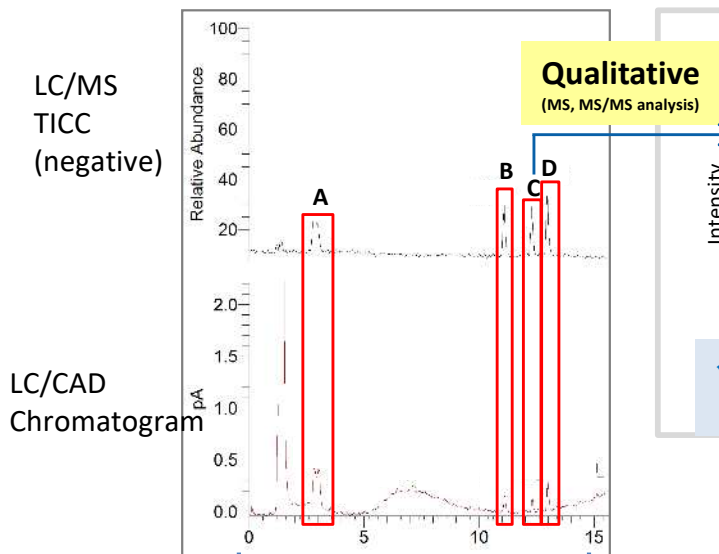 LC/MS
TICC
(negative)
Relative Abundance
100
80
60
40
20
A
B
C
D
Qualitative
(MS, MS/MS analysis)
Intensity
LC/CAD
Chromatogram
pA
2.0
1.5
1.0
0.5
0.0
0
5
10
15